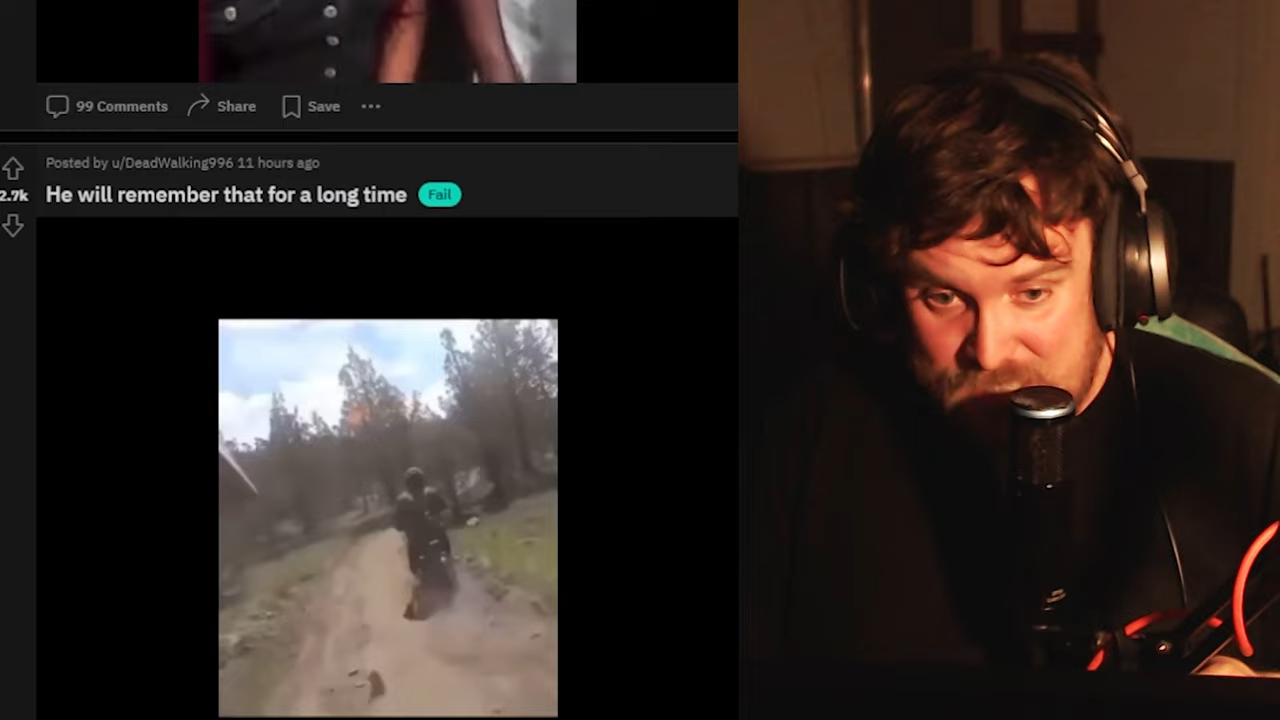 99 Comments Share Save
Posted by u/DeadWalking996 11 hours ago
2.7k
He will remember that for a long time Fail